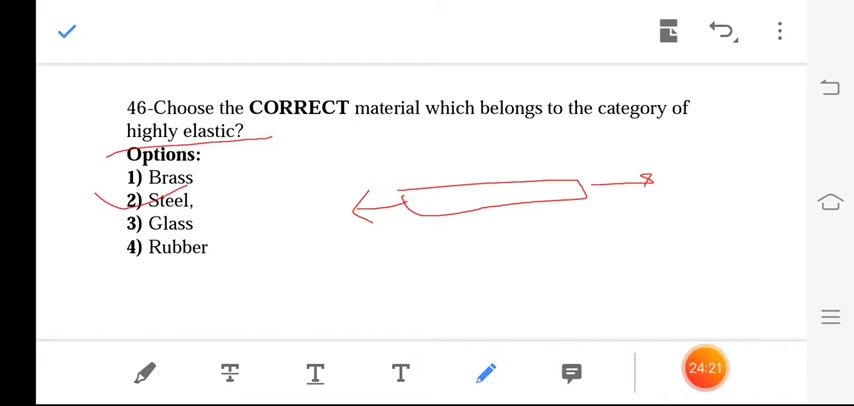 46-Choose the CORRECT material which belongs to the category of
highly elastic?
Options:
1) Brass
2) Steel,
3) Glass
4) Rubber
T
T
T
24:21